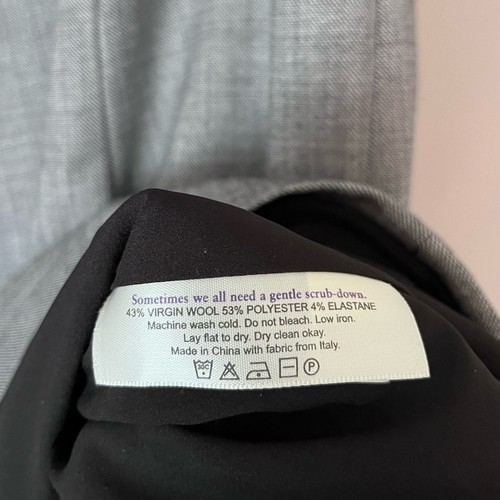 Sometimes we all need a gentle scrub-down.
43% VIRGIN WOOL 53% POLYESTER 4% ELASTANE
Machine wash cold. Do not bleach. Low iron.
Lay flat to dry. Dry clean okay.
Made in China with fabric from Italy.
30C P